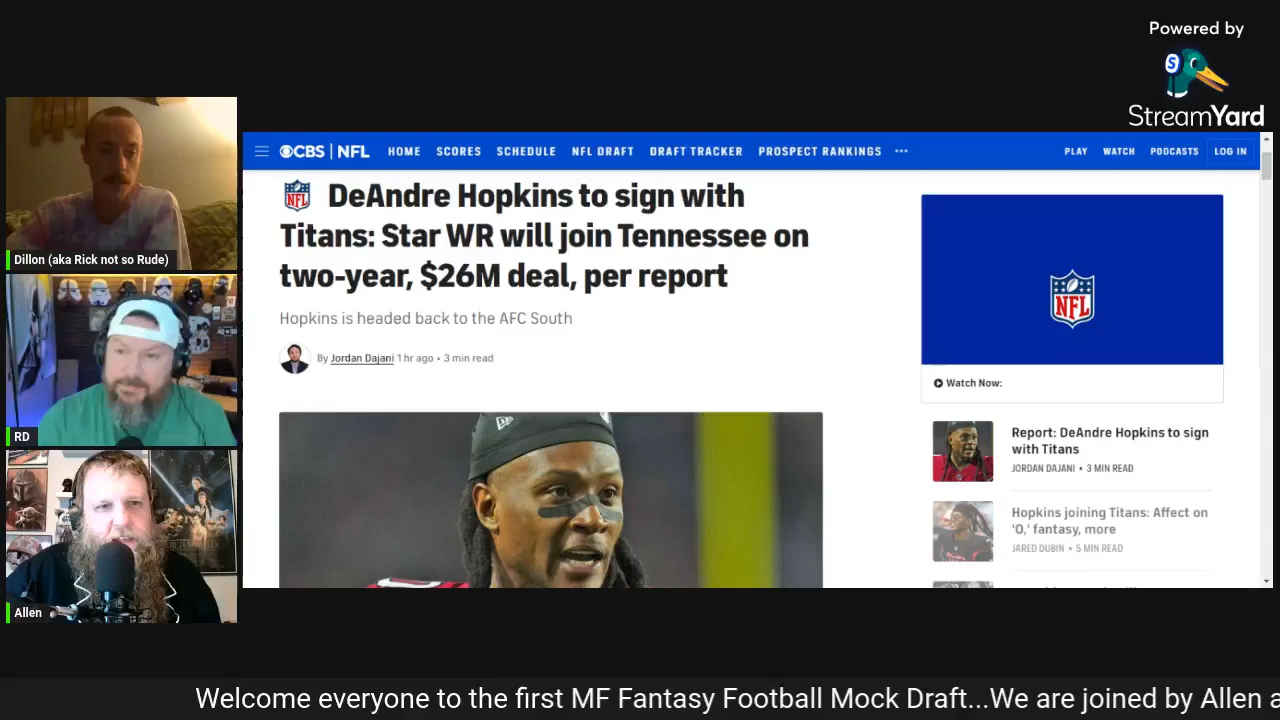 Powered by
StreamYard
CBS | NFL HOME SCORES SCHEDULE NFL DRAFT DRAFT TRACKER PROSPECT RANKINGS ••• PLAY WATCH PODCASTS LOG IN
DeAndre Hopkins to sign with
Titans: Star WR will join Tennessee on
two-year, $26M deal, per report
Hopkins is headed back to the AFC South
By Jordan Dajani 1 hr ago • 3 min read
NFL
Watch Now:
Report: DeAndre Hopkins to sign
with Titans
JORDAN DAJANI • 3 MIN READ
Hopkins joining Titans: Affect on
'O,' fantasy, more
JARED DUBIN • 5 MIN READ
Dillon (aka Rick not so Rude)
RD
Allen
Welcome everyone to the first MF Fantasy Football Mock Draft...We are joined by Allen a